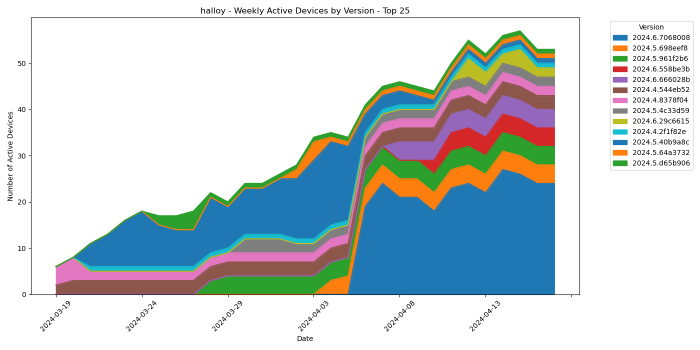 halloy - Weekly Active Devices by Version - Top 25
Number of Active Devices
50
40
30
20
10
0
2024-03-19
2024-03-24
2024-03-29
2024-04-03
2024-04-08
2024-04-13
Date
Version
2024.6.7068008
2024.5.698eef8
2024.5.961f2b6
2024.6.558be3b
2024.6.666028b
2024.4.544eb52
2024.4.8378f04
2024.5.4c33d59
2024.6.29c6615
2024.4.2f1f82e
2024.5.40b9a8c
2024.5.64a3732
2024.5.d65b906